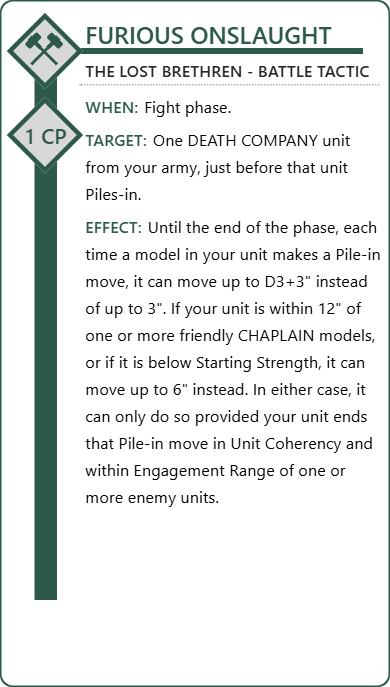 FURIOUS ONSLAUGHT
THE LOST BRETHREN - BATTLE TACTIC
WHEN: Fight phase.
1 CP
TARGET: One DEATH COMPANY unit
from your army, just before that unit
Piles-in.
EFFECT: Until the end of the phase, each
time a model in your unit makes a Pile-in
move, it can move up to D3+3" instead
of up to 3". If your unit is within 12" of
one or more friendly CHAPLAIN models,
or if it is below Starting Strength, it can
move up to 6" instead. In either case, it
can only do so provided your unit ends
that Pile-in move in Unit Coherency and
within Engagement Range of one or
more enemy units.